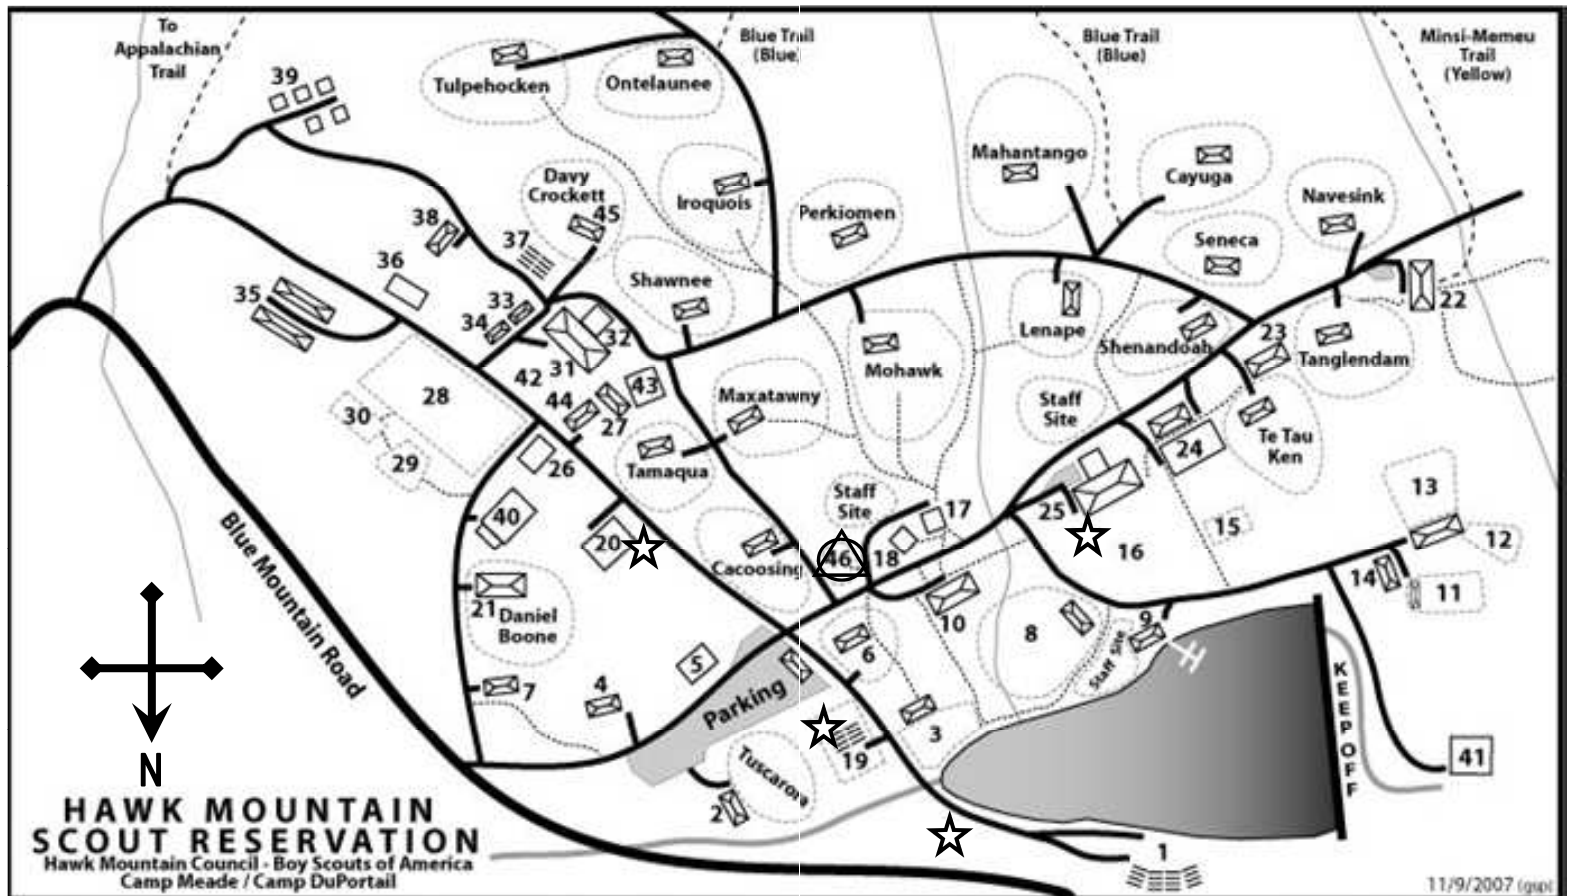 To
Appalachian
Trail
Blue Trail
(Blue)
Blue Trail
(Blue)
Minsi-Memeu
Trail
(Yellow)
39
Tulpehocken
Ontelaunee
Mahantango
Cayuga
Navesink
Davy
Crockett
45
Iroquois
Perkiomen
Seneca
38
37
36
Shawnee
35
33
34
32
31
Lenape
Shenandoah
23
22
Tanglendam
42
43
28
44
27
Maxatawny
Mohawk
Staff
Site
30
29
26
Tamaqua
24
Te Tau
Ken
13
Staff
Site
17
25
15
12
40
20
Cacoosing
46
18
16
14
11
Blue Mountain Road
21
Daniel
Boone
10
8
9
Staff Site
5
6
7
4
Parking
3
KEEP OFF
19
Tuscarora
2
41
N
1
HAWK MOUNTAIN
SCOUT RESERVATION
Hawk Mountain Council - Boy Scouts of America
Camp Meade / Camp DuPortail
11/9/2007 (gsp)